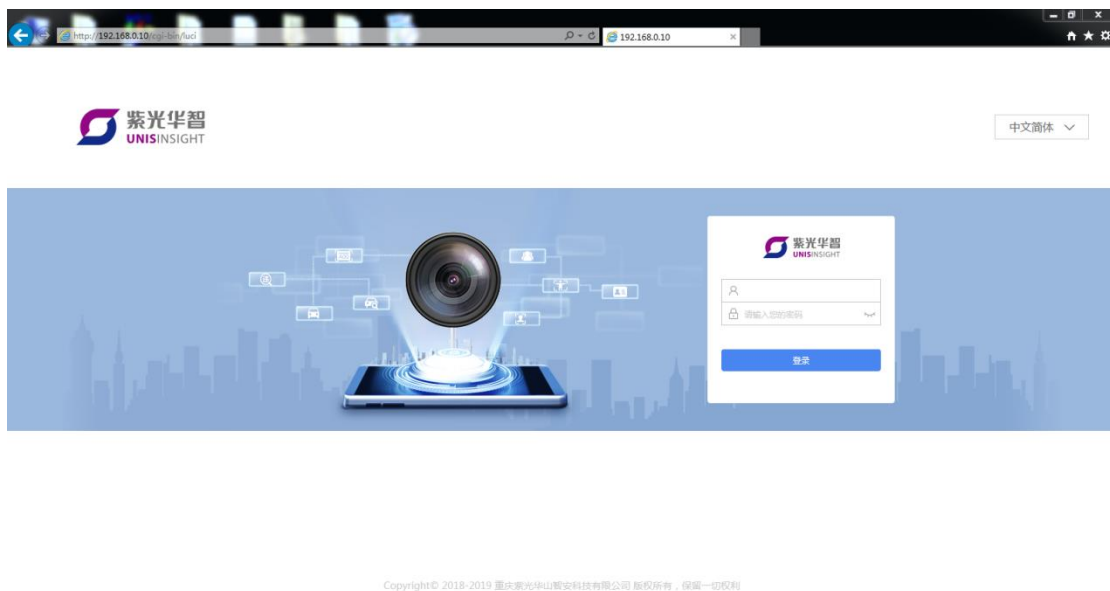 http://192.168.0.10/cgi-bin/luci
192.168.0.10
紫光华智
UNISINSIGHT
中文简体
紫光华智
UNISINSIGHT
请输入您的密码
登录
Copyright© 2018-2019 重庆紫光华山智安科技有限公司 版权所有，保留一切权利